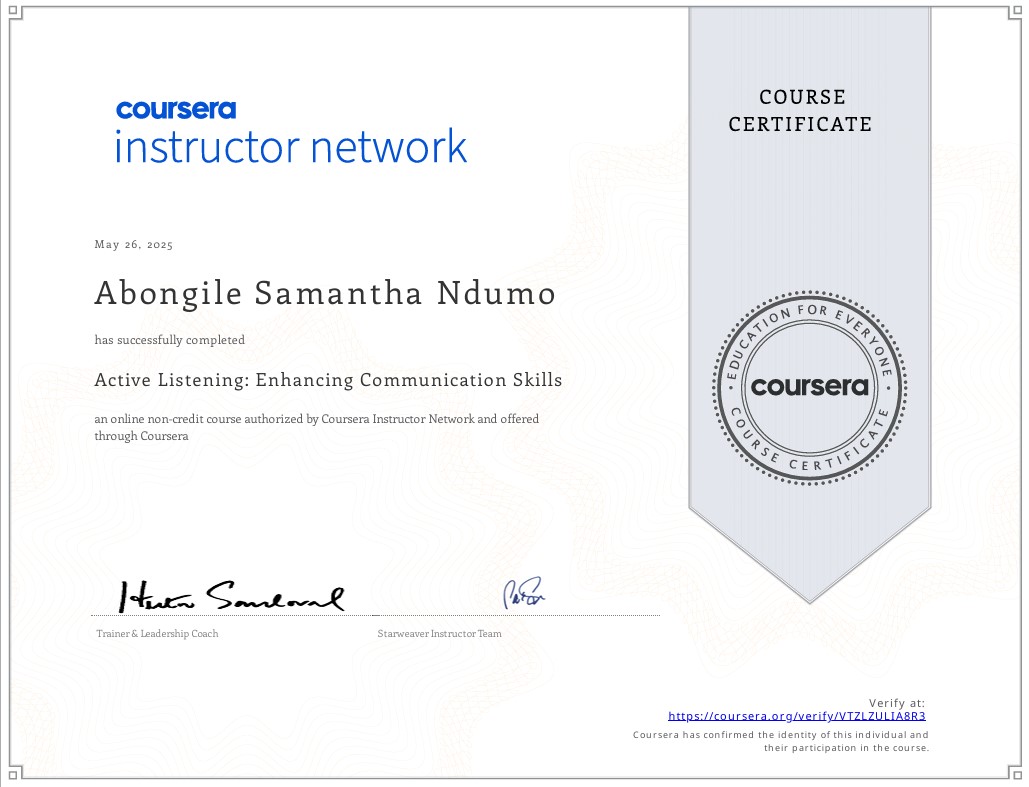 coursera
instructor network
COURSE
CERTIFICATE
May 26, 2025
Abongile Samantha Ndumo
has successfully completed
Active Listening: Enhancing Communication Skills
an online non-credit course authorized by Coursera Instructor Network and offered
through Coursera
EDUCATION FOR EVERYONE
coursera
COURSE CERTIFICATE
Sandoval
Trainer & Leadership Coach
Starweaver Instructor Team
Verify at:
https://coursera.org/verify/VTZLZULIA8R3
Coursera has confirmed the identity of this individual and
their participation in the course.